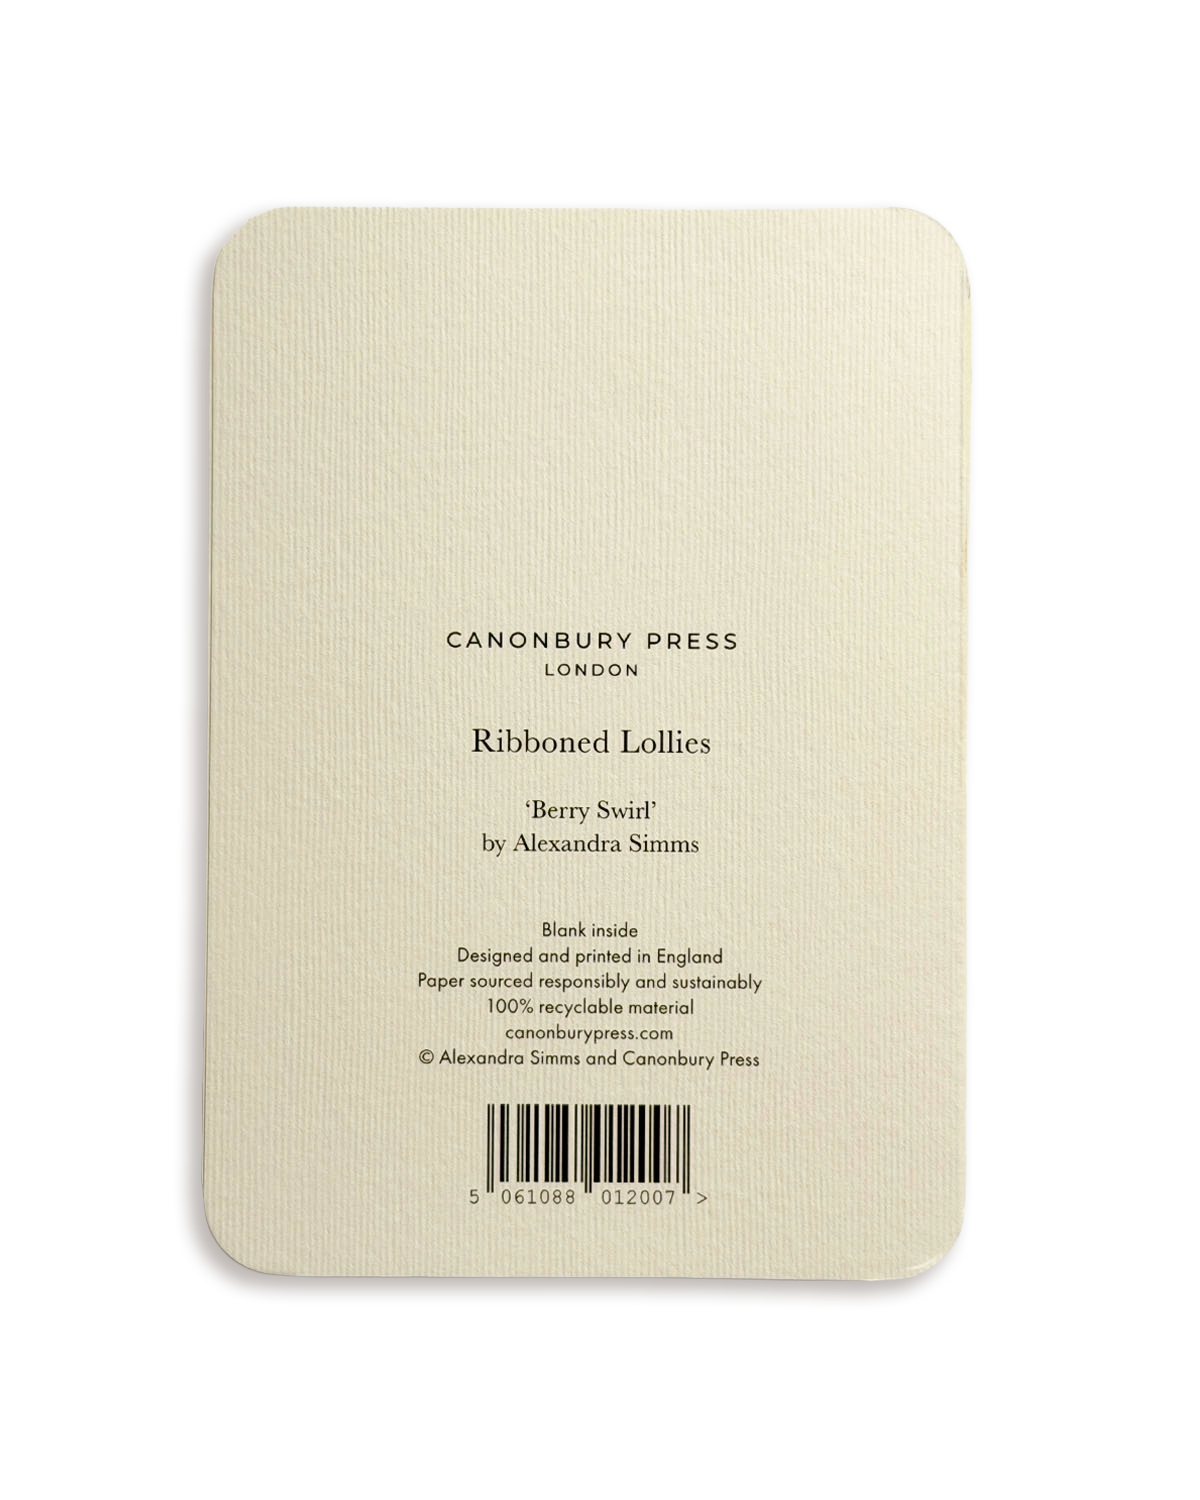 CANONBURY PRESS
LONDON
Ribboned Lollies
‘Berry Swirl’
by Alexandra Simms
Blank inside
Designed and printed in England
Paper sourced responsibly and sustainably
100% recyclable material
canonburypress.com
© Alexandra Simms and Canonbury Press
5 061088 012007 >